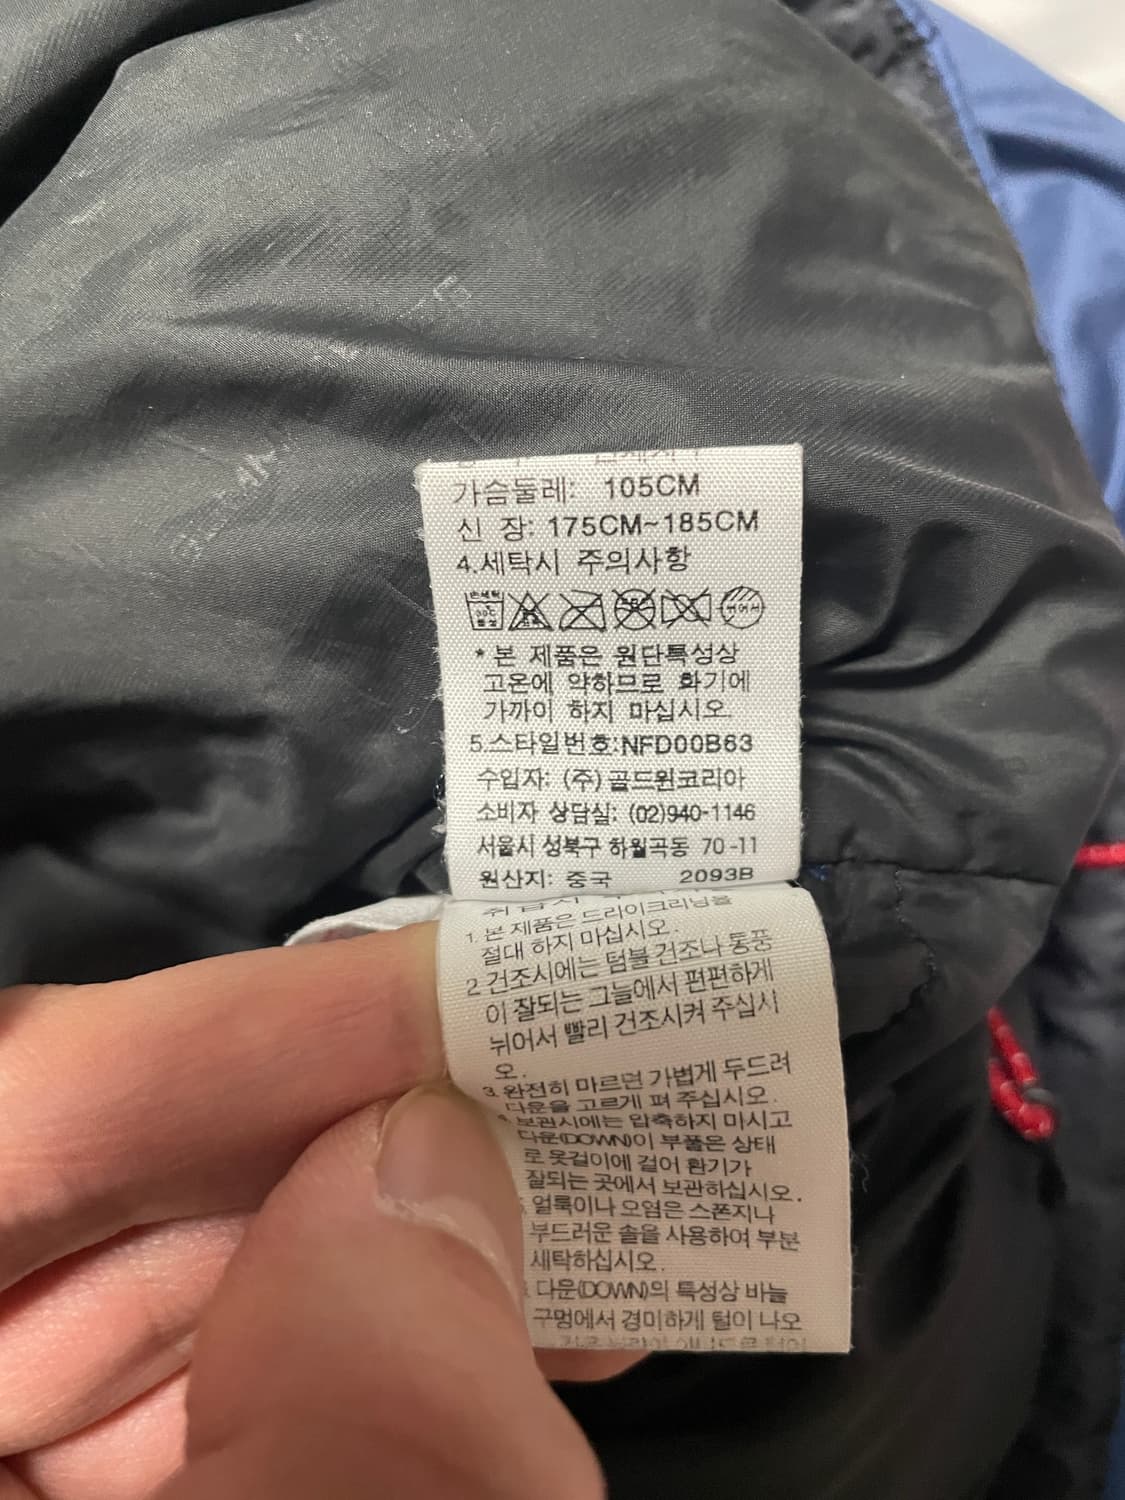 가슴둘레: 105CM
신 장: 175CM~185CM
4.세탁시 주의사항
손세탁
30℃
중성
뉘어서
* 본 제품은 원단특성상
고온에 약하므로 화기에
가까이 하지 마십시오.
5.스타일번호:NFD00B63
수입자: (주)골드윈코리아
소비자 상담실: (02)940-1146
서울시 성북구 하월곡동 70-11
원산지: 중국 2093B
1. 본 제품은 드라이크리닝을
절대 하지 마십시오.
2 건조시에는 텀블 건조나 통풍
이 잘되는 그늘에서 편편하게
뉘어서 빨리 건조시켜 주십시
오.
3. 완전히 마르면 가볍게 두드려
다운을 고르게 펴 주십시오.
보관시에는 압축하지 마시고
다운(DOWN)이 부풀은 상태
로 옷걸이에 걸어 환기가
잘되는 곳에서 보관하십시오.
얼룩이나 오염은 스폰지나
부드러운 솔을 사용하여 부분
세탁하십시오.
다운(DOWN)의 특성상 바늘
구멍에서 경미하게 털이 나오